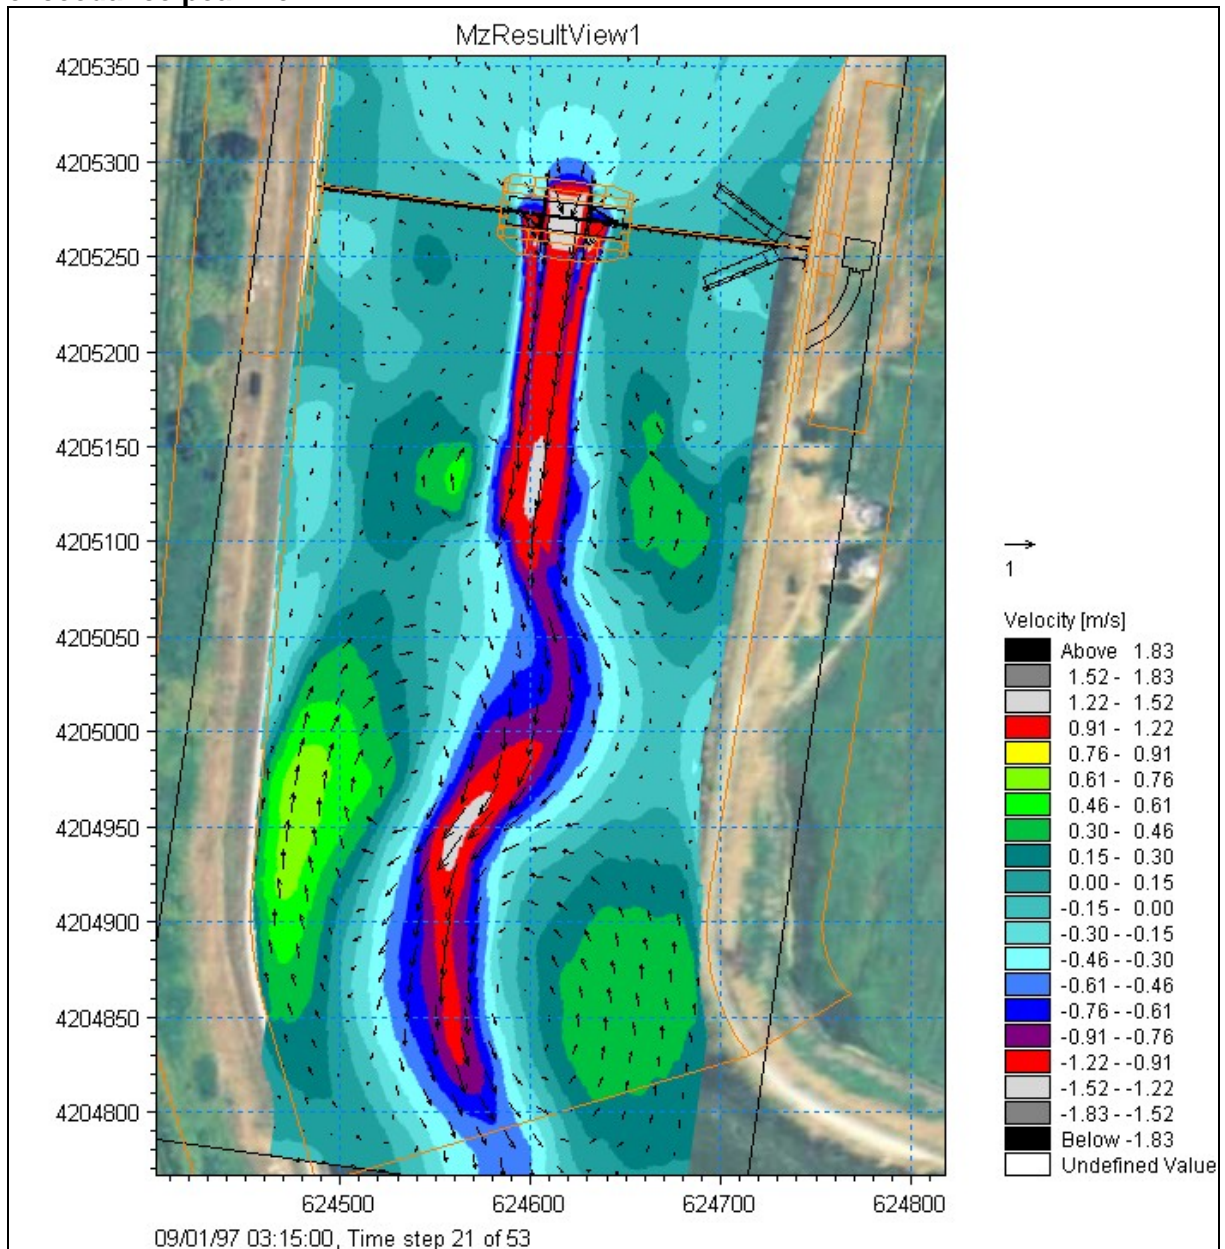 MzResultView1
4205350
4205300
4205250
4205200
4205150
4205100
4205050
4205000
4204950
4204900
4204850
4204800
624500 624600 624700 624800
09/01/97 03:15:00, Time step 21 of 53
1
Velocity [m/s]
Above 1.83
1.52 - 1.83
1.22 - 1.52
0.91 - 1.22
0.76 - 0.91
0.61 - 0.76
0.46 - 0.61
0.30 - 0.46
0.15 - 0.30
0.00 - 0.15
-0.15 - 0.00
-0.30 - -0.15
-0.46 - -0.30
-0.61 - -0.46
-0.76 - -0.61
-0.91 - -0.76
-1.22 - -0.91
-1.52 - -1.22
-1.83 - -1.52
Below -1.83
Undefined Value